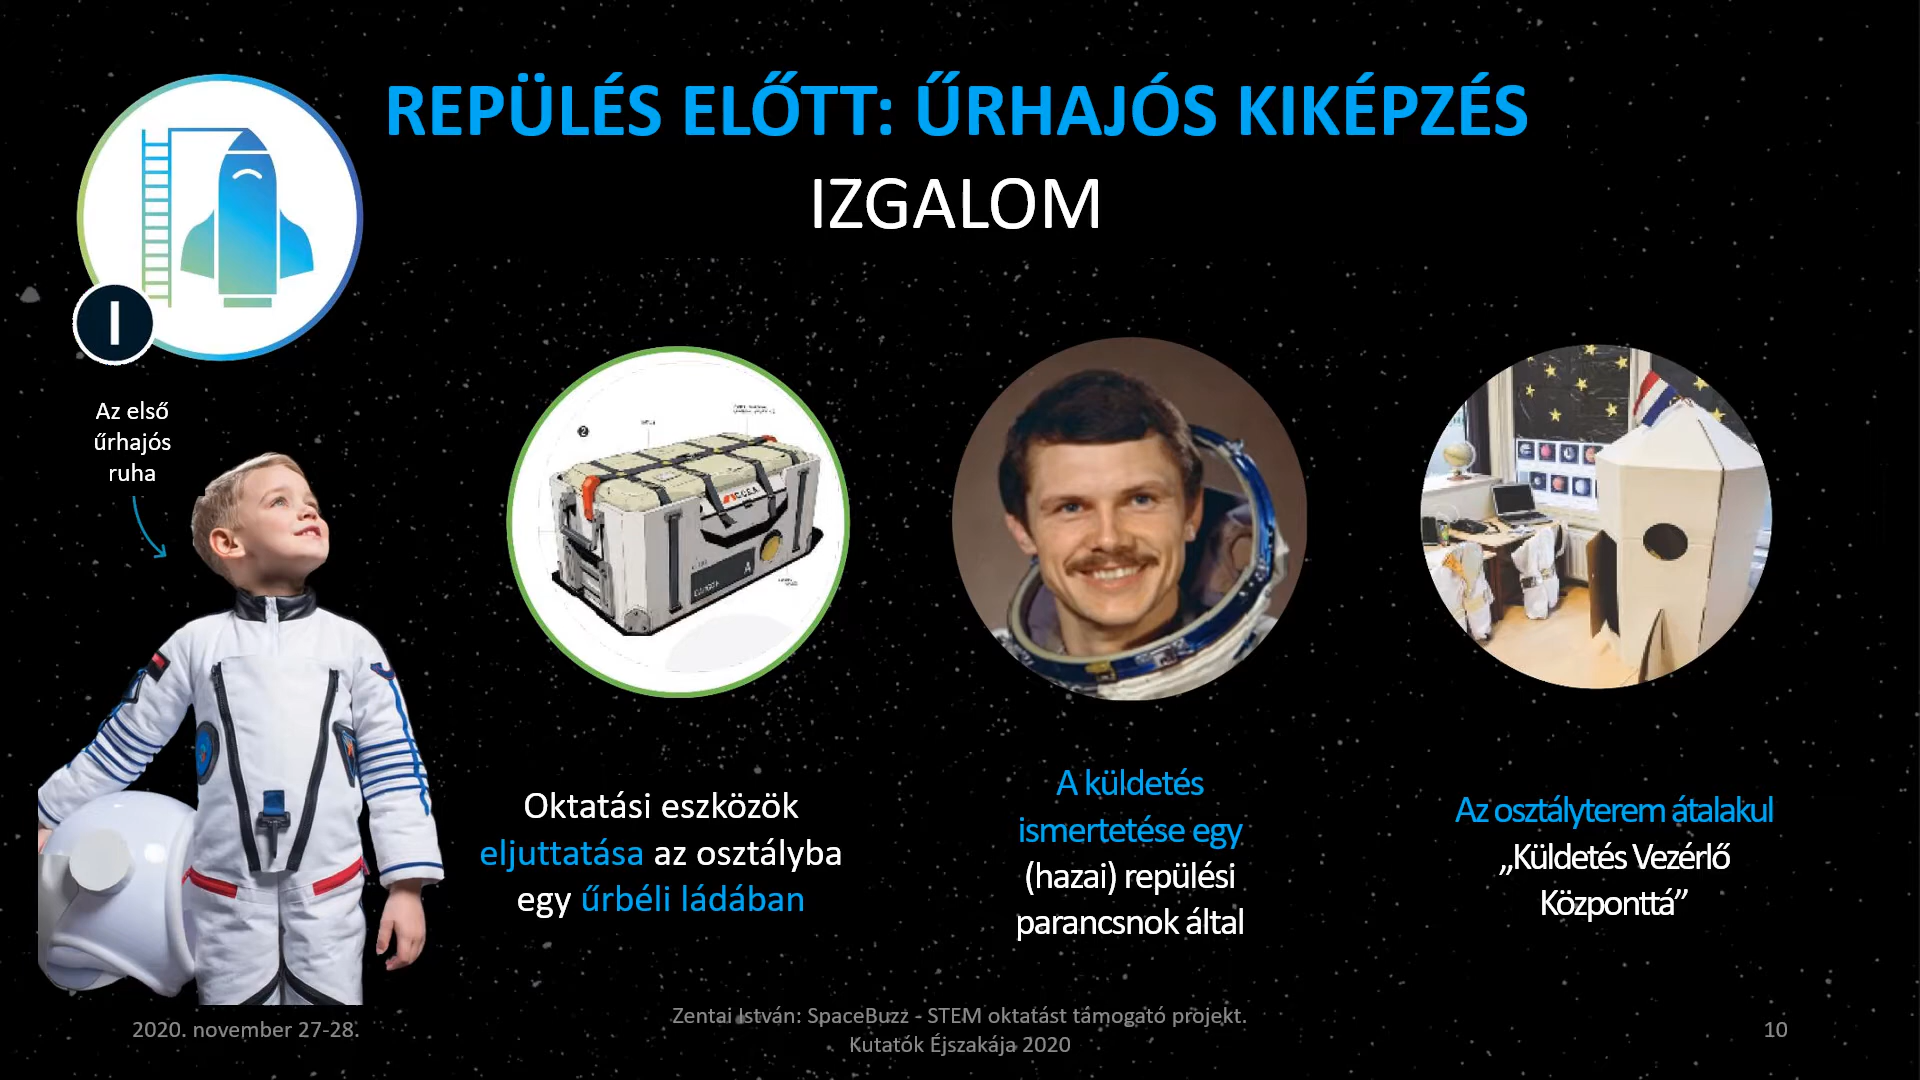 REPÜLÉS ELŐTT: ŰRHAJÓS KIKÉPZÉS
IZGALOM
I
Az első
űrhajós
ruha
Oktatási eszközök
eljuttatása az osztályba
egy űrbéli ládában
A küldetés
ismertetése egy
(hazai) repülési
parancsnok által
Az osztályterem átalakul
„Küldetés Vezérlő
Központtá”
2020. november 27-28.
Zentai István: SpaceBuzz - STEM oktatást támogató projekt.
Kutatók Éjszakája 2020
10